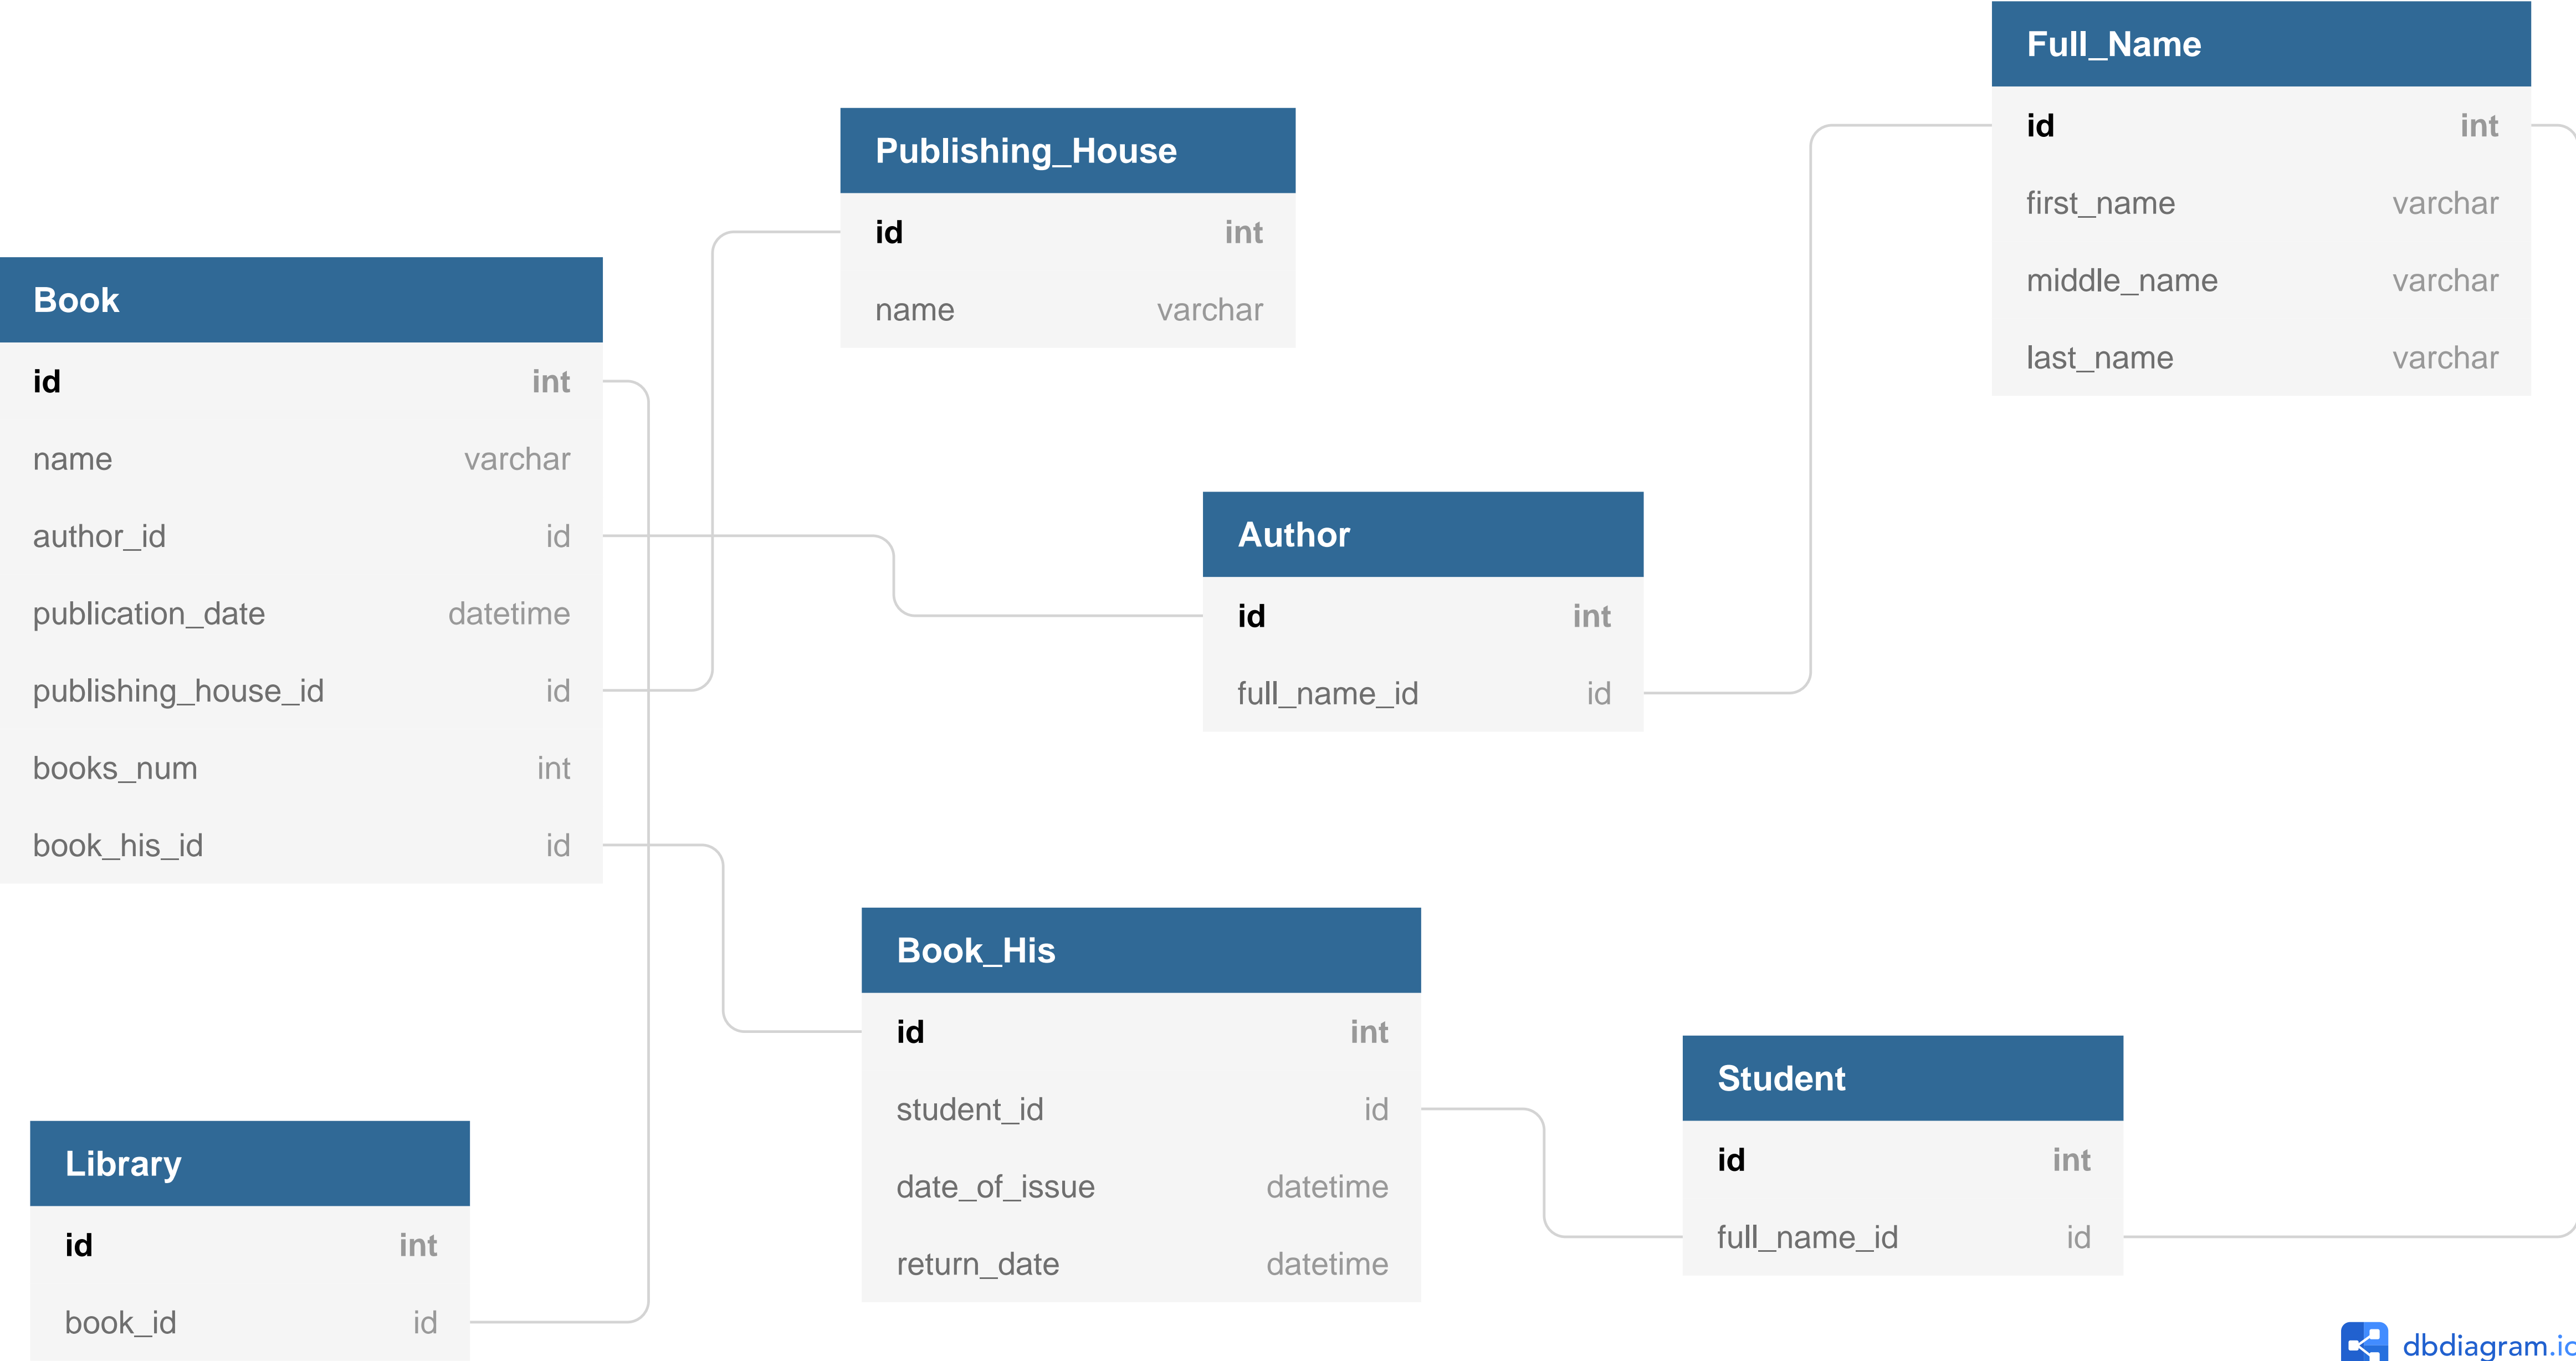 Full_Name
id int
first_name varchar
middle_name varchar
last_name varchar
Publishing_House
id int
name varchar
Book
id int
name varchar
author_id id
publication_date datetime
publishing_house_id id
books_num int
book_his_id id
Author
id int
full_name_id id
Book_His
id int
student_id id
date_of_issue datetime
return_date datetime
Student
id int
full_name_id id
Library
id int
book_id id
dbdiagram.io